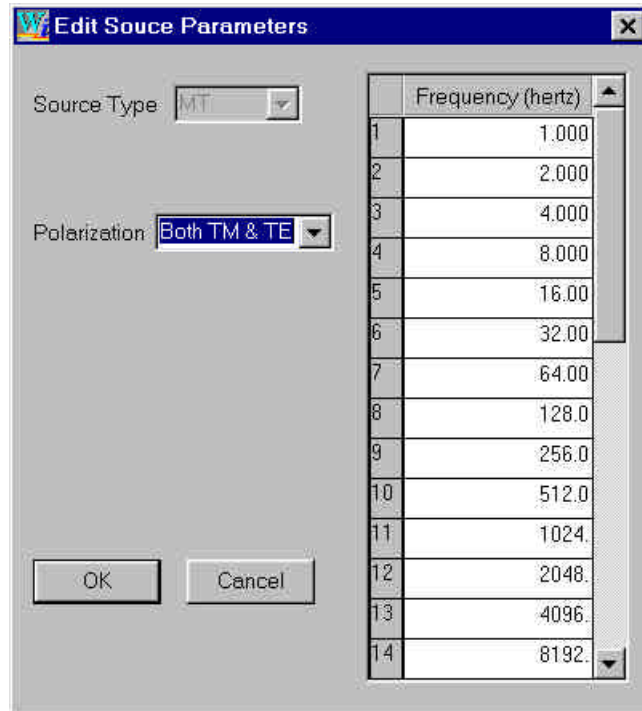 Edit Souce Parameters
Source Type MT
Polarization Both TM & TE
OK Cancel
Frequency (hertz)
1 1.000
2 2.000
3 4.000
4 8.000
5 16.00
6 32.00
7 64.00
8 128.0
9 256.0
10 512.0
11 1024.
12 2048.
13 4096.
14 8192.